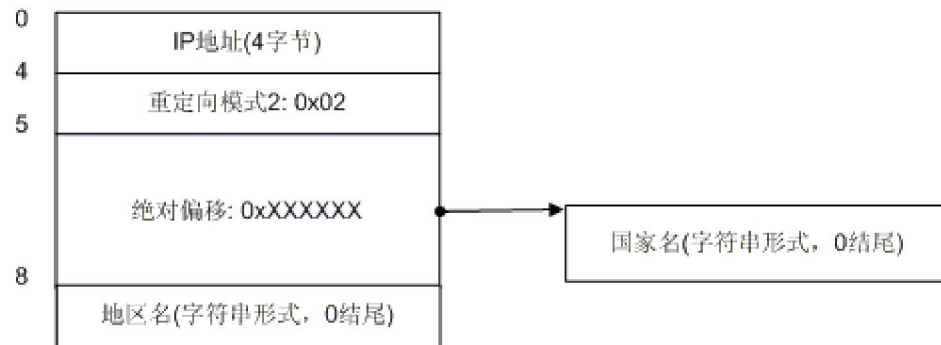 0
IP地址(4字节)
4
重定向模式2: 0x02
5
绝对偏移: 0xXXXXXX
国家名(字符串形式，0结尾)
8
地区名(字符串形式，0结尾)